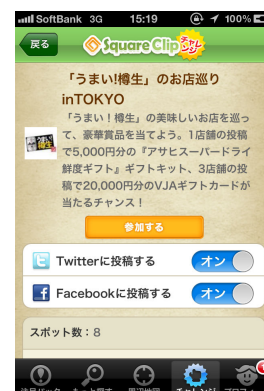 SoftBank 3G 15:19 100%
戻る SquareClip チャレンジ
「うまい!樽生」のお店巡り
inTOKYO
「うまい！樽生」の美味しいお店を巡っ
て、豪華賞品を当てよう。1店舗の投稿
で5,000円分の『アサヒスーパードライ
鮮度ギフト』ギフトキット、3店舗の投
稿で20,000円分のVJAギフトカードが
当たるチャンス！
参加する
Twitterに投稿する オン
Facebookに投稿する オン
スポット数：8